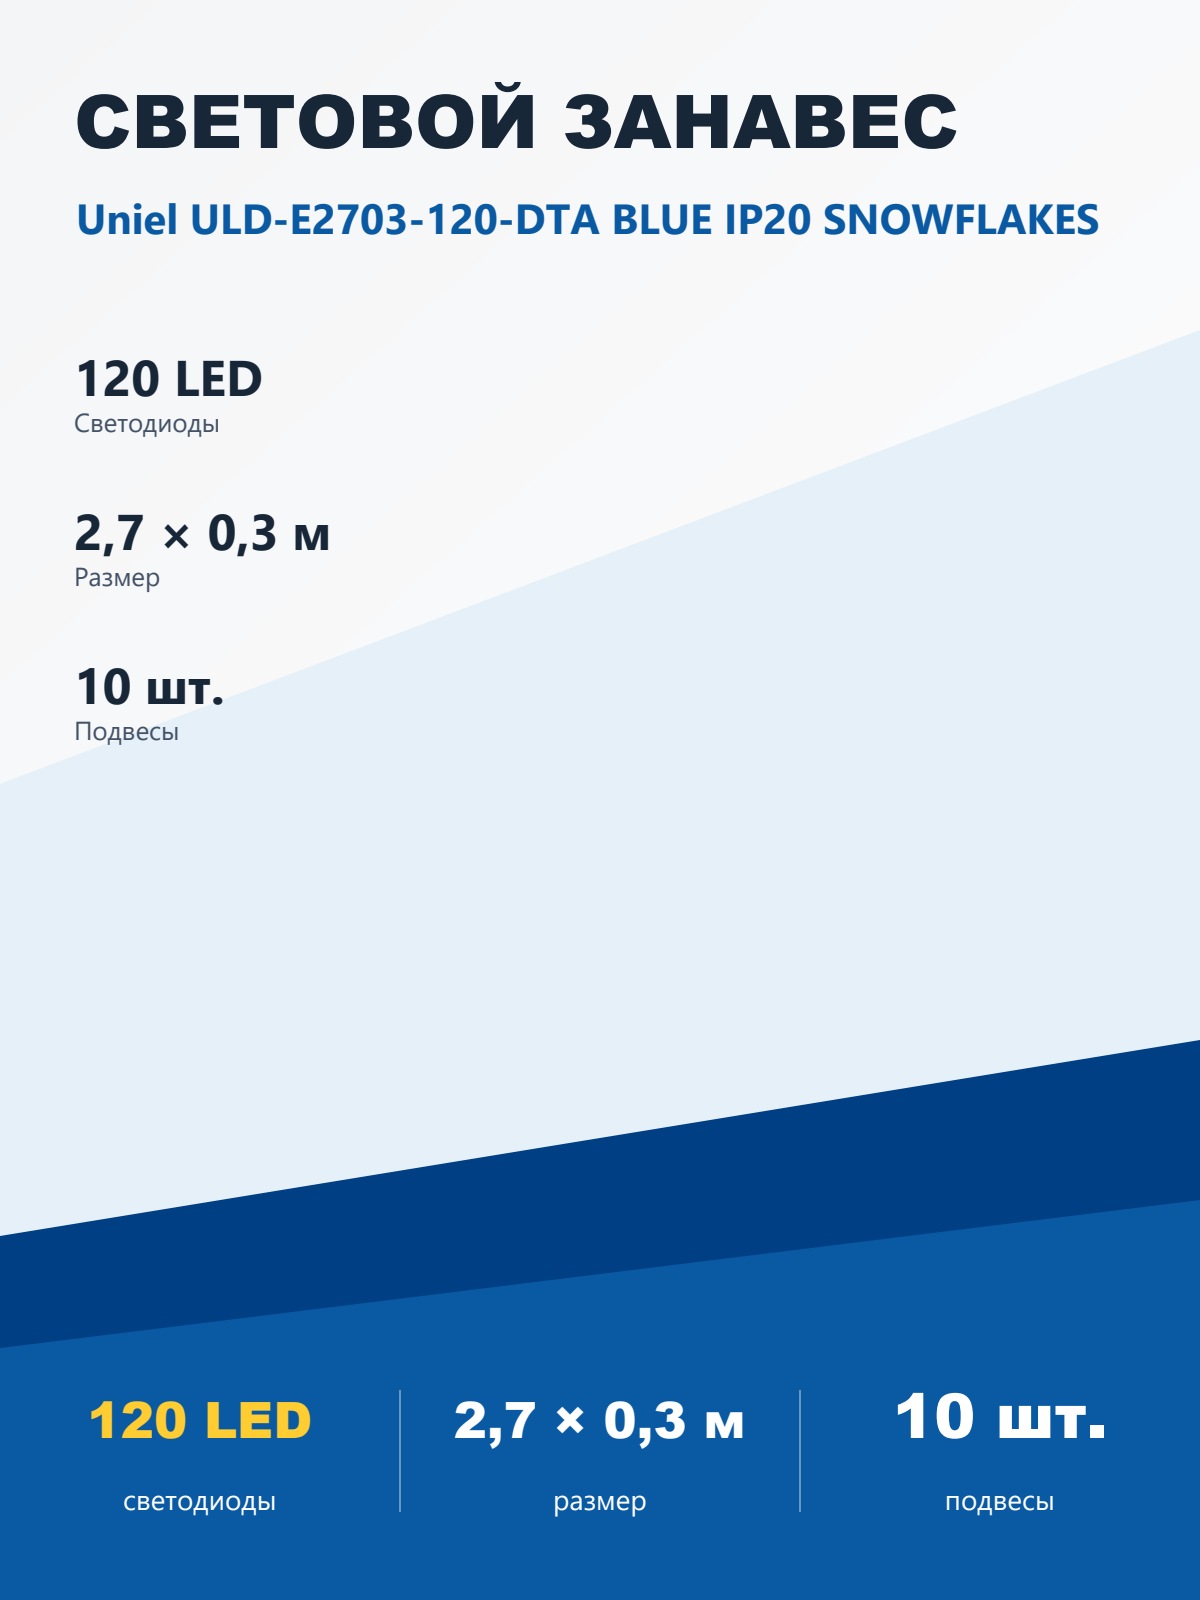 СВЕТОВОЙ ЗАНАВЕС
Uniel ULD-E2703-120-DTA BLUE IP20 SNOWFLAKES
120 LED
Светодиоды
2,7 × 0,3 м
Размер
10 шт.
Подвесы
120 LED
светодиоды
2,7 × 0,3 м
размер
10 шт.
подвесы